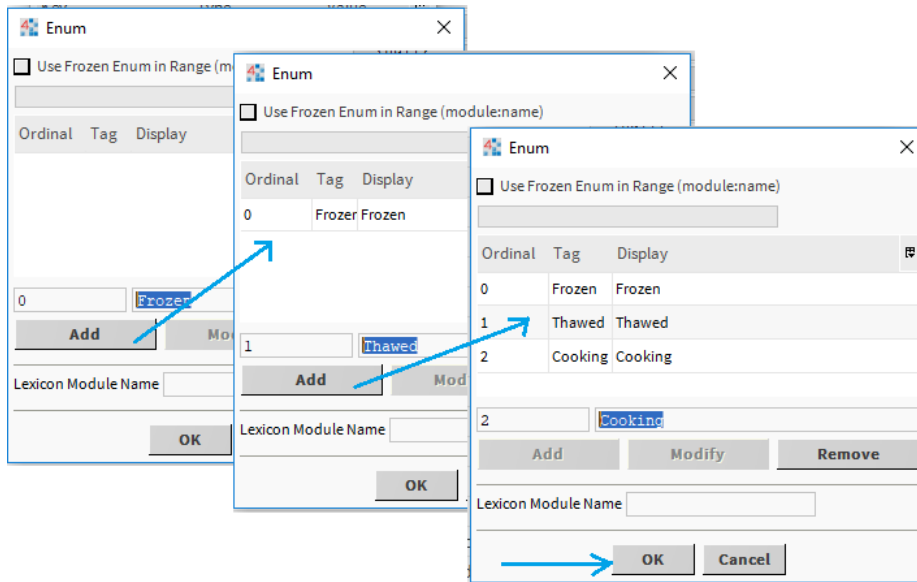 Enum
Use Frozen Enum in Range
Ordinal Tag Display
0 Frozen
Add
Lexicon Module Name
OK
Enum
Use Frozen Enum in Range (module:name)
Ordinal Tag Display
0 Frozen
1 Thawed
Add
Lexicon Module Name
OK
Enum
Use Frozen Enum in Range (module:name)
Ordinal Tag Display
0 Frozen Frozen
1 Thawed Thawed
2 Cooking Cooking
2 Cooking
Add Modify Remove
Lexicon Module Name
OK Cancel